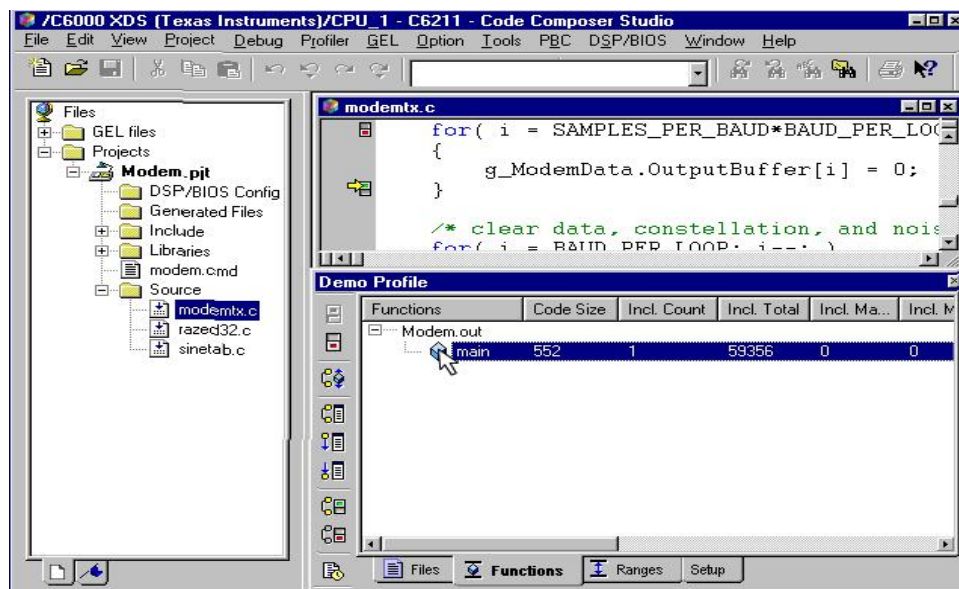 /C6000 XDS (Texas Instruments)/CPU_1 - C6211 - Code Composer Studio
File Edit View Project Debug Profiler GEL Option Tools PBC DSP/BIOS Window Help
Files
GEL files
Projects
Modem.pjt
DSP/BIOS Config
Generated Files
Include
Libraries
modem.cmd
Source
modemtx.c
razed32.c
sinetab.c
modemtx.c
for( i = SAMPLES_PER_BAUD*BAUD_PER_LOO
{
g_ModemData.OutputBuffer[i] = 0;
}
/* clear data, constellation, and nois
for( i = BAUD_PER_LOOP; i--; )
Demo Profile
Functions Code Size Incl. Count Incl. Total Incl. Ma... Incl. M
Modem.out
main 552 1 59356 0 0
Files Functions Ranges Setup